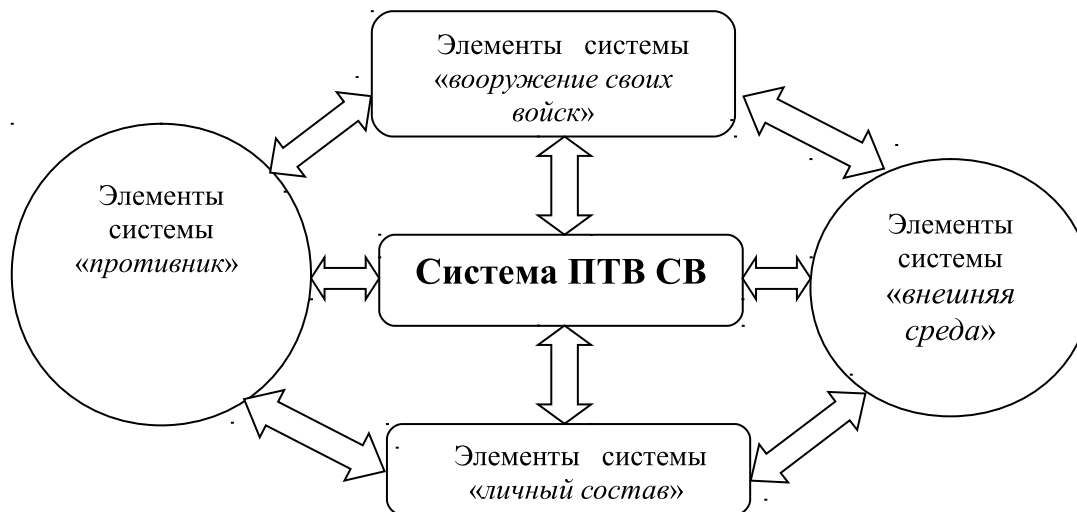 Элементы системы
«вооружение своих
войск»
Элементы
системы
«противник»
Система ПТВ СВ
Элементы
системы
«внешняя
среда»
Элементы системы
«личный состав»